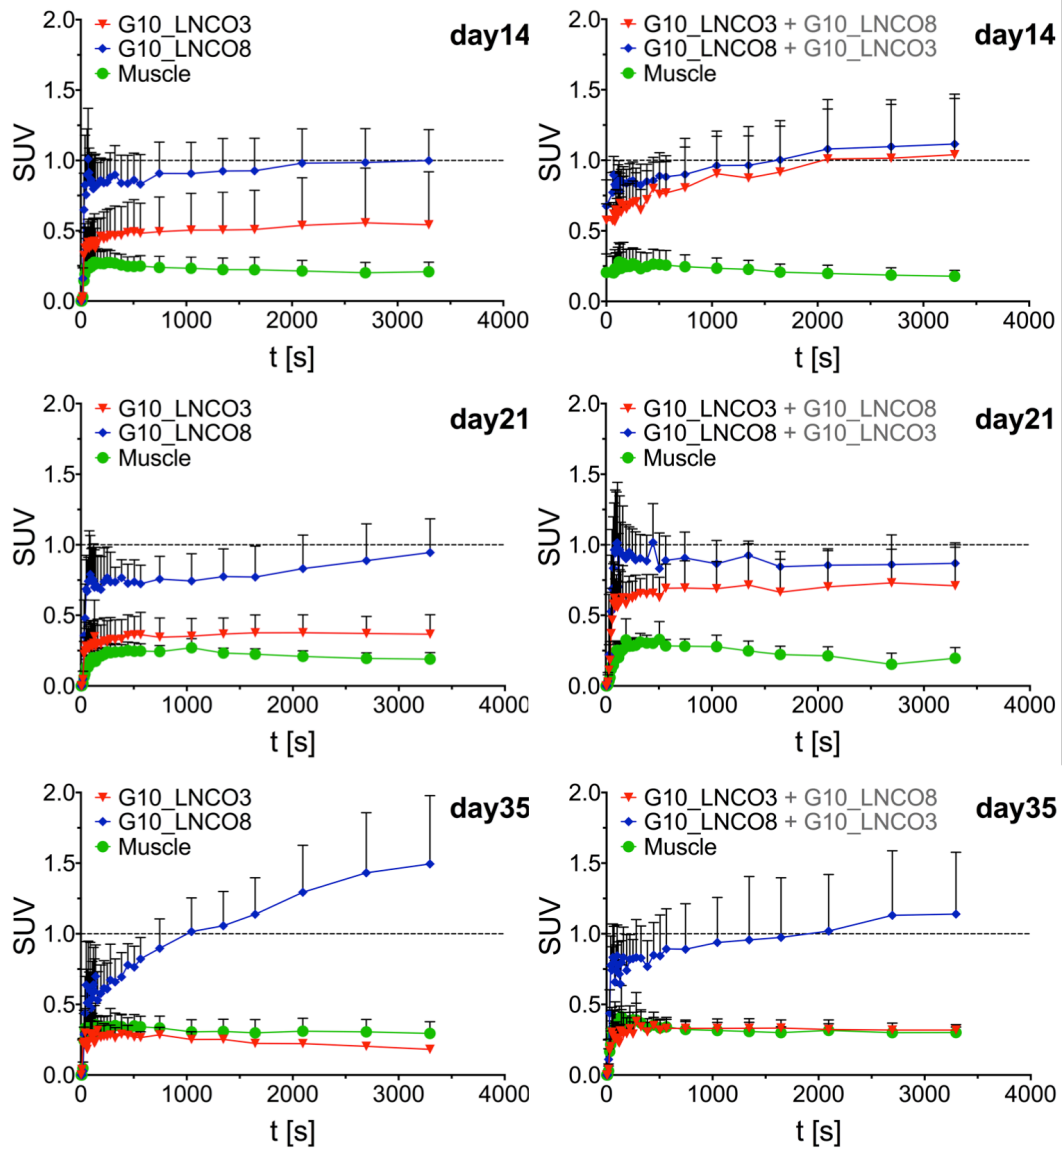 G10_LNCO3
G10_LNCO8
Muscle
day14
SUV
2.0
1.5
1.0
0.5
0.0
0
1000
2000
3000
4000
t [s]
G10_LNCO3 + G10_LNCO8
G10_LNCO8 + G10_LNCO3
Muscle
day14
SUV
2.0
1.5
1.0
0.5
0.0
0
1000
2000
3000
4000
t [s]
G10_LNCO3
G10_LNCO8
Muscle
day21
SUV
2.0
1.5
1.0
0.5
0.0
0
1000
2000
3000
4000
t [s]
G10_LNCO3 + G10_LNCO8
G10_LNCO8 + G10_LNCO3
Muscle
day21
SUV
2.0
1.5
1.0
0.5
0.0
0
1000
2000
3000
4000
t [s]
G10_LNCO3
G10_LNCO8
Muscle
day35
SUV
2.0
1.5
1.0
0.5
0.0
0
1000
2000
3000
4000
t [s]
G10_LNCO3 + G10_LNCO8
G10_LNCO8 + G10_LNCO3
Muscle
day35
SUV
2.0
1.5
1.0
0.5
0.0
0
1000
2000
3000
4000
t [s]